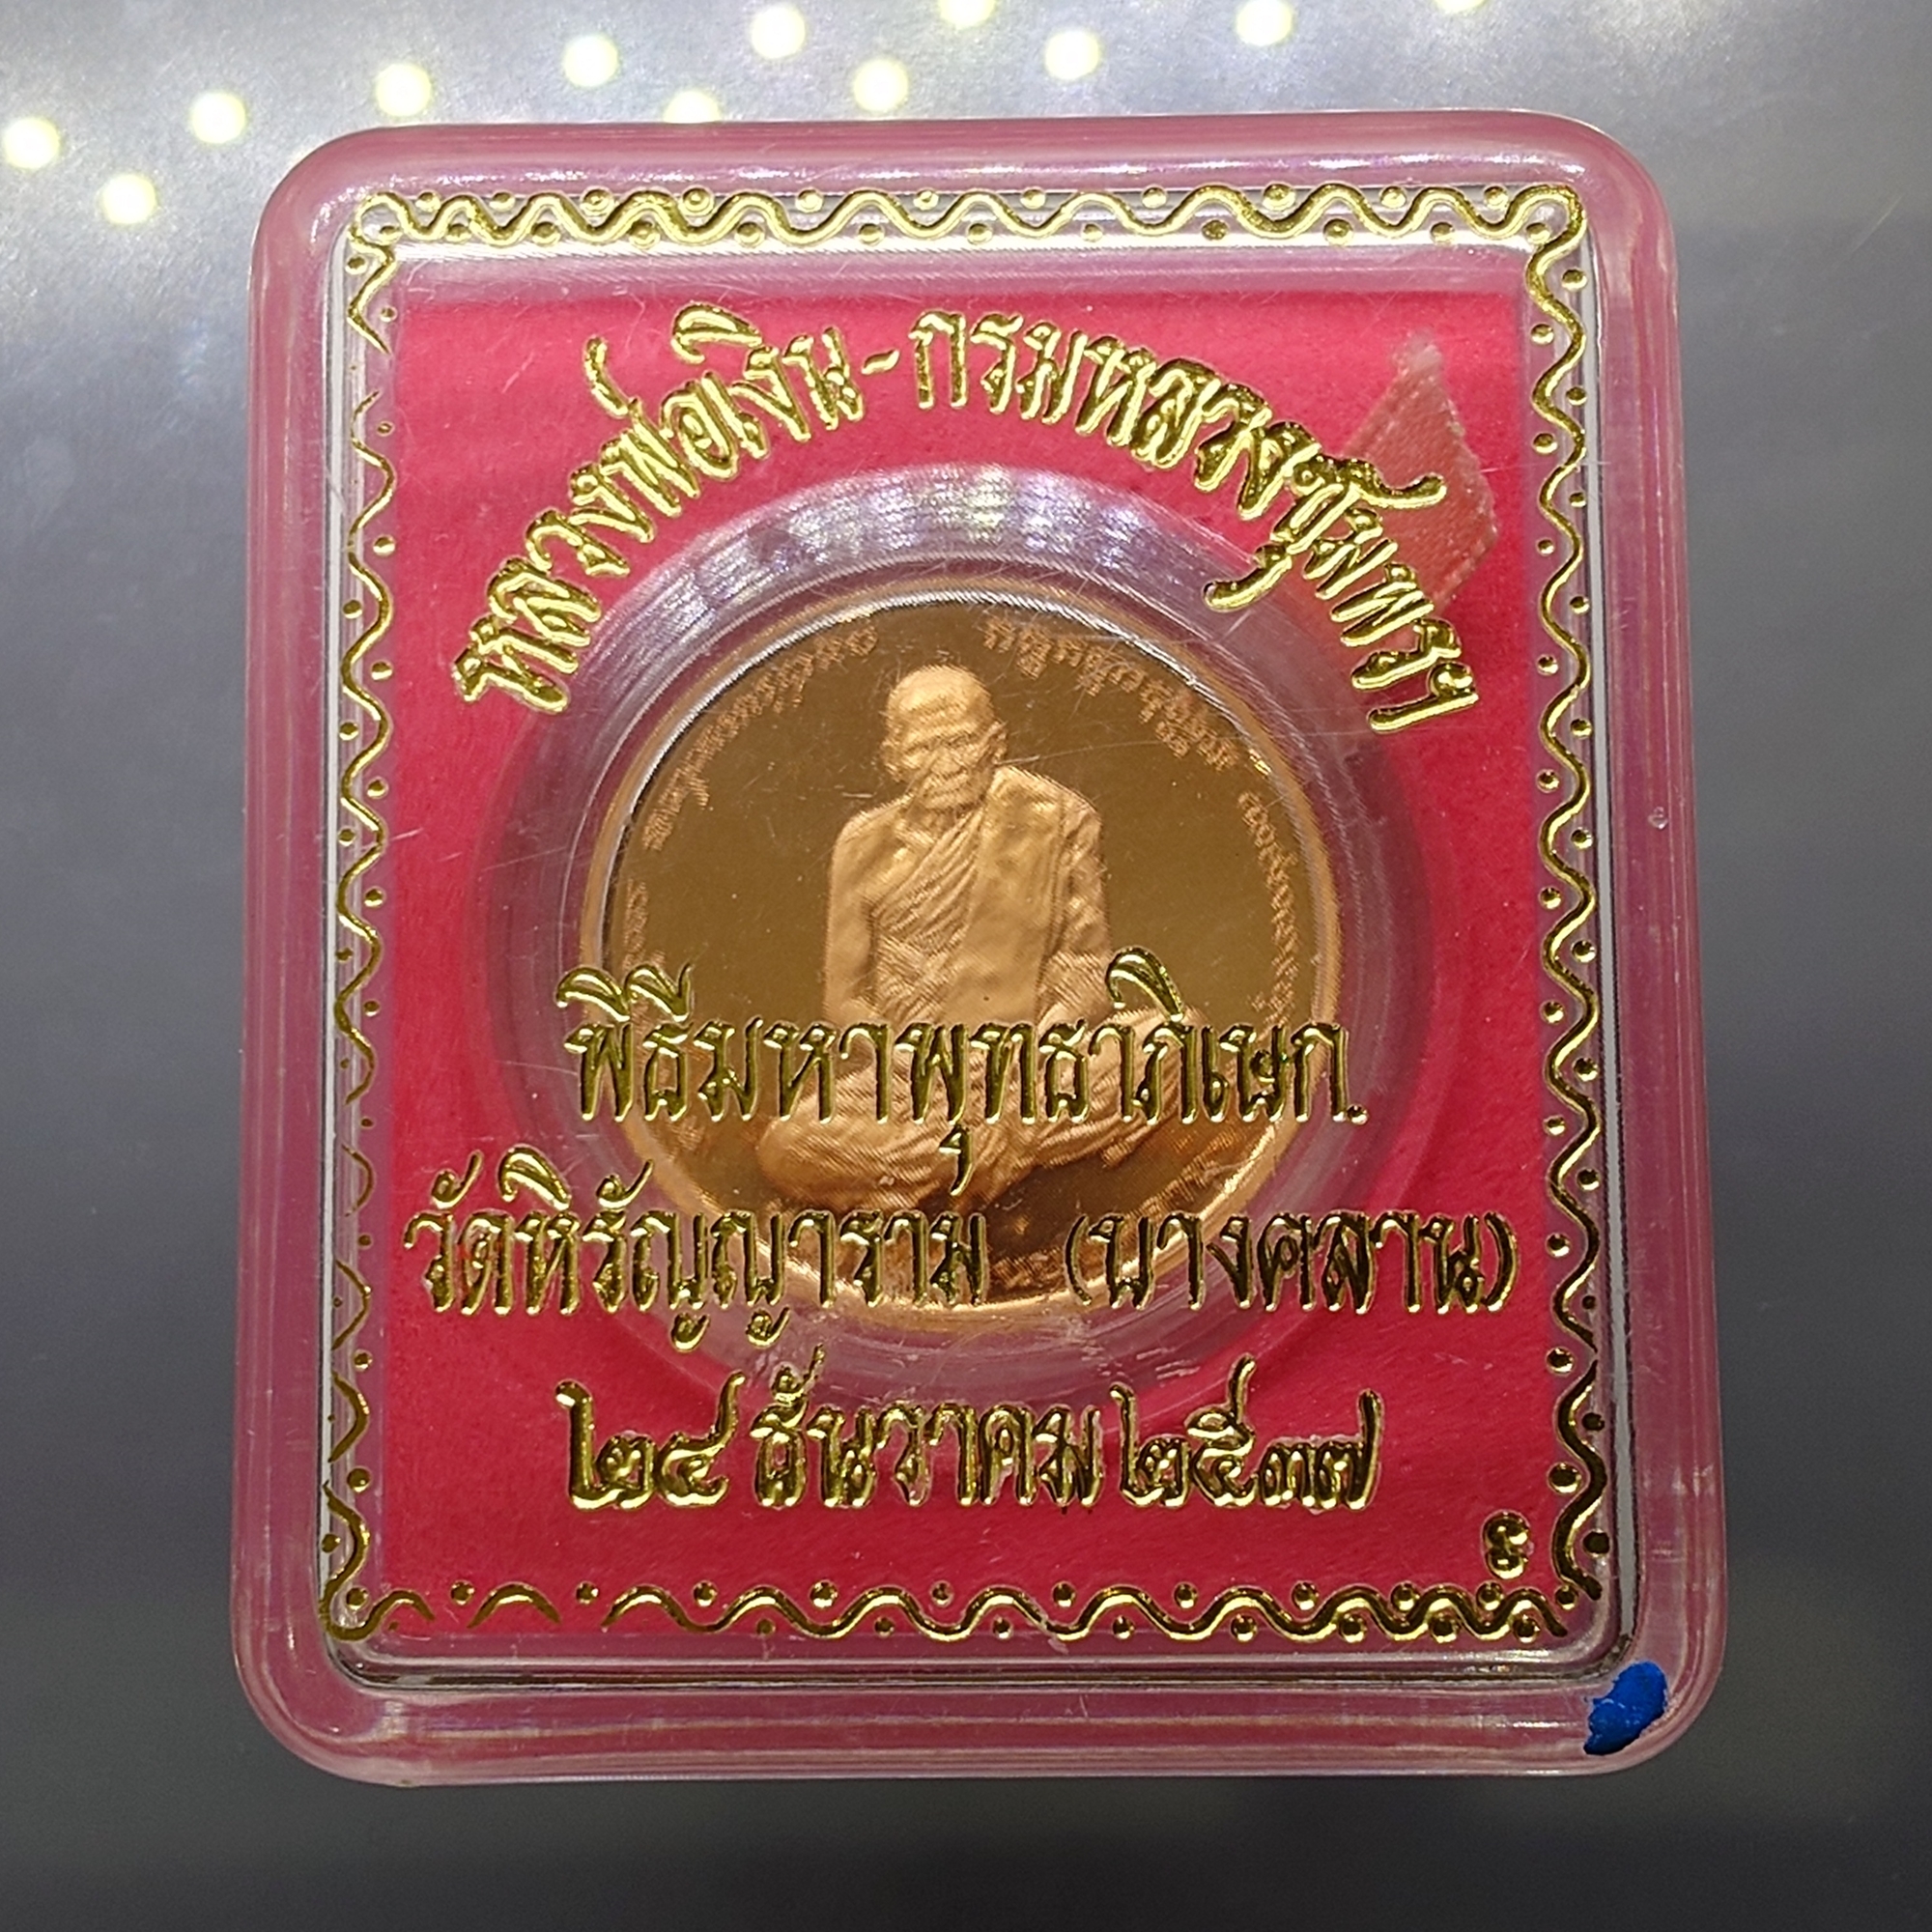 หลวงพ่อเงิน-กรมหลวงชุมพรฯ
พิธีมหาพุทธาภิเษก
วัดหิรัญญาราม (บางคลาน)
๒๔ ธันวาคม ๒๕๓๗